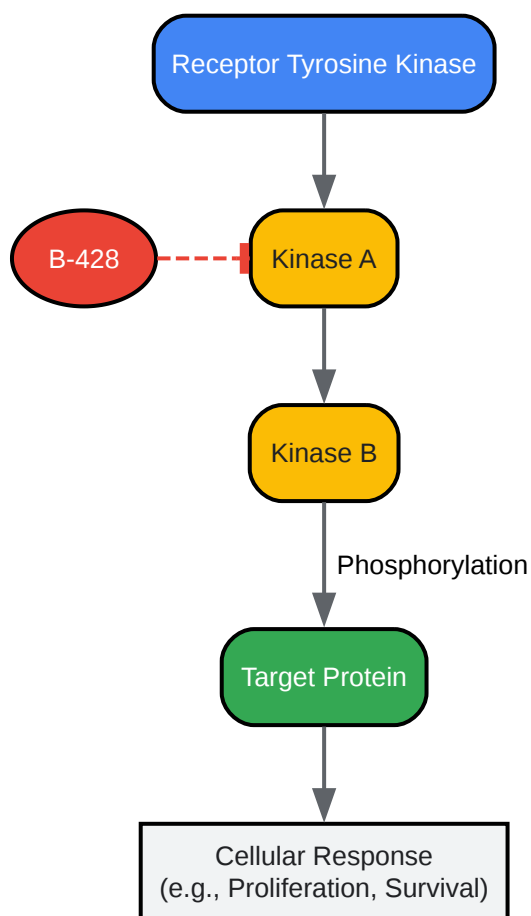 Receptor Tyrosine Kinase
B-428
Kinase A
Kinase B
Phosphorylation
Target Protein
Cellular Response
(e.g., Proliferation, Survival)